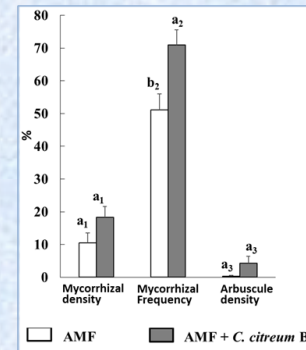 80
70
60
50
40
30
20
10
0
%
a1
a1
b2
a2
a3
a3
Mycorrhizal density
Mycorrhizal Frequency
Arbuscule density
AMF
AMF + C. citreum B